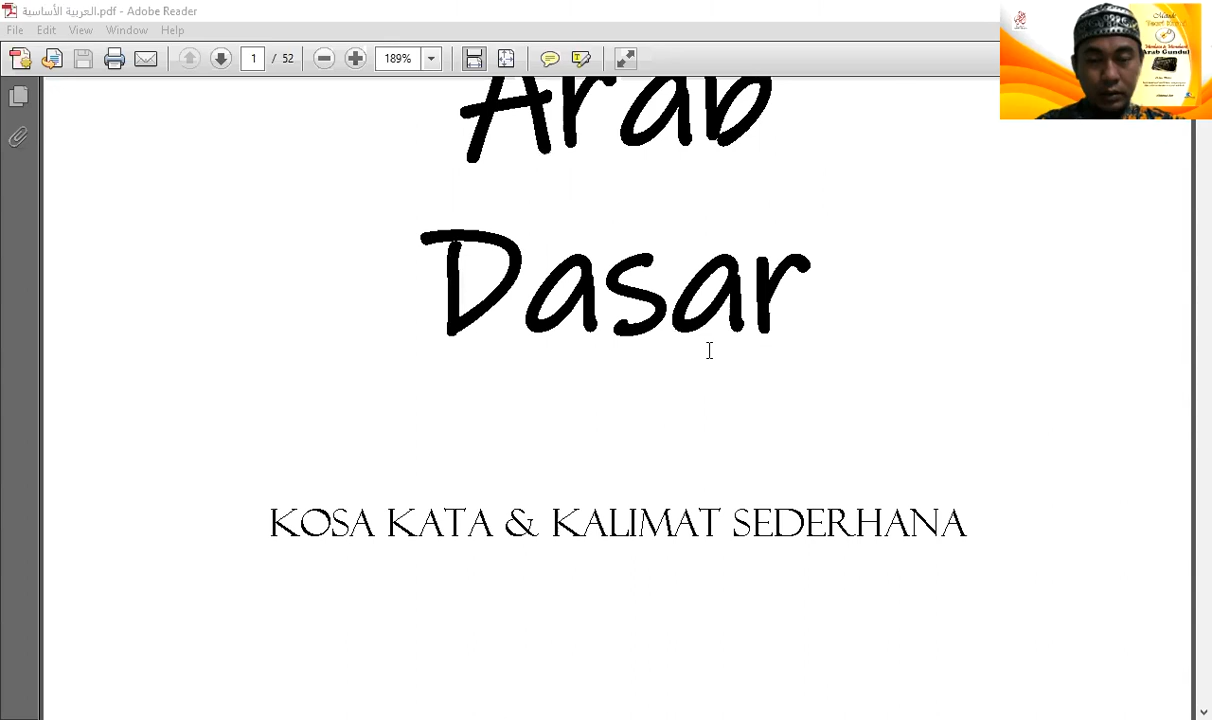 العربية الأساسية.pdf - Adobe Reader
File Edit View Window Help
1 / 52 189%
Arab
Dasar
KOSA KATA & KALIMAT SEDERHANA
Metode
Arab Gundul